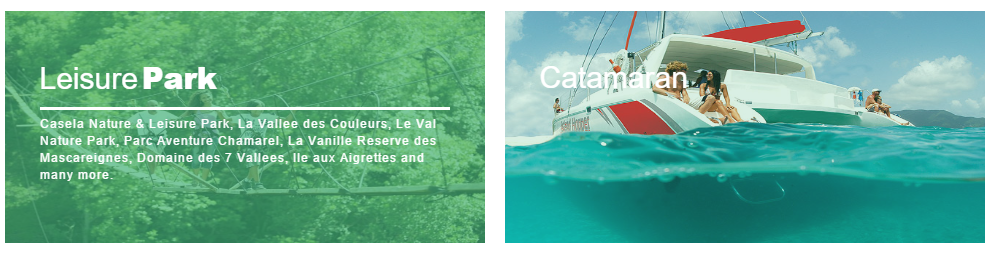 Leisure Park
Casela Nature & Leisure Park, La Vallee des Couleurs, Le Val
Nature Park, Parc Aventure Chamarel, La Vanille Reserve des
Mascareignes, Domaine des 7 Vallees, Ile aux Aigrettes and
many more.
Catamaran